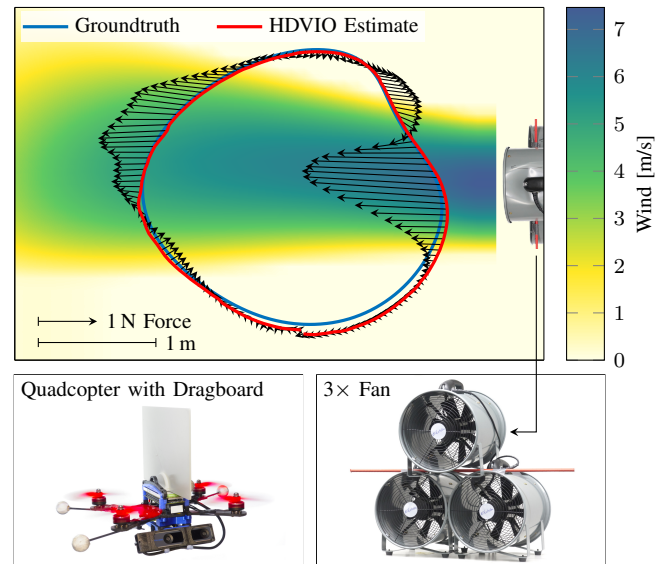 Groundtruth HDVIO Estimate
1 N Force
1 m
7
6
5
4
3
2
1
0
Wind [m/s]
Quadcopter with Dragboard
3× Fan